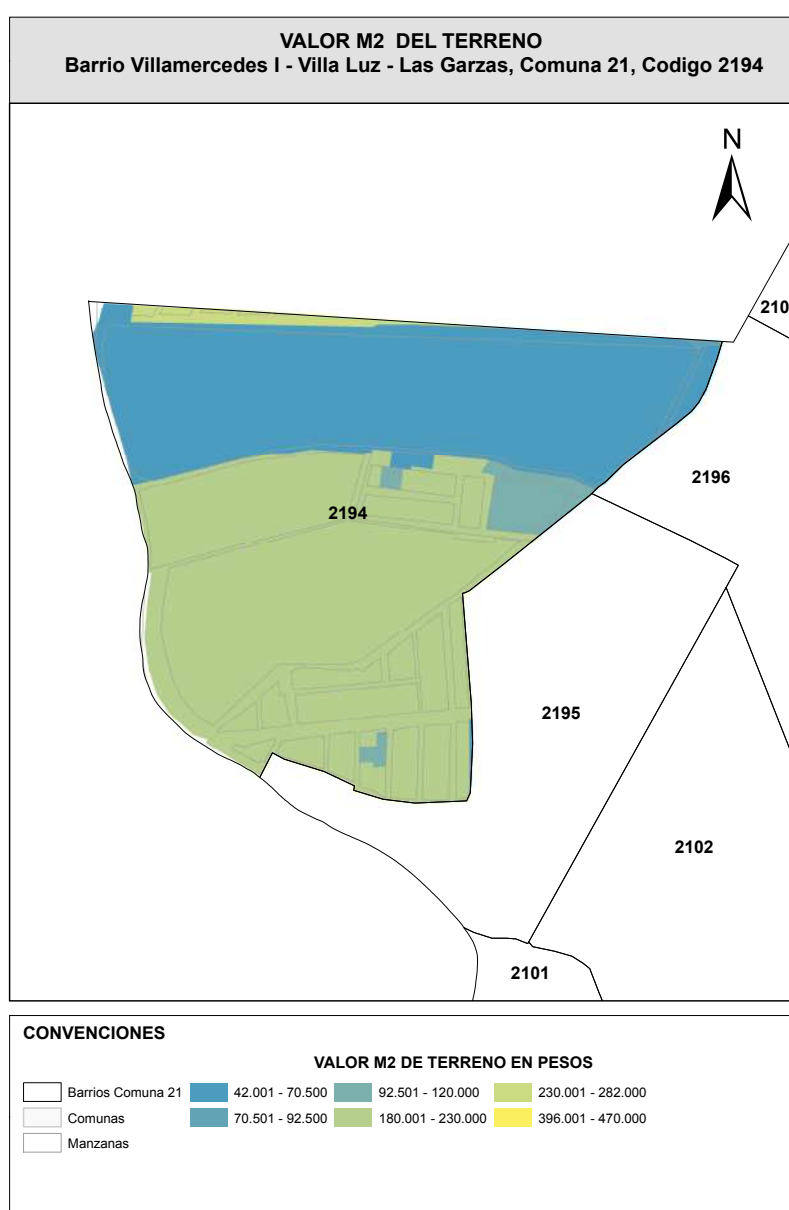 VALOR M2 DEL TERRENO
Barrio Villamercedes I - Villa Luz - Las Garzas, Comuna 21, Codigo 2194
N
210
2196
2194
2195
2102
2101
CONVENCIONES
VALOR M2 DE TERRENO EN PESOS
Barrios Comuna 21 42.001 - 70.500 92.501 - 120.000 230.001 - 282.000
Comunas 70.501 - 92.500 180.001 - 230.000 396.001 - 470.000
Manzanas